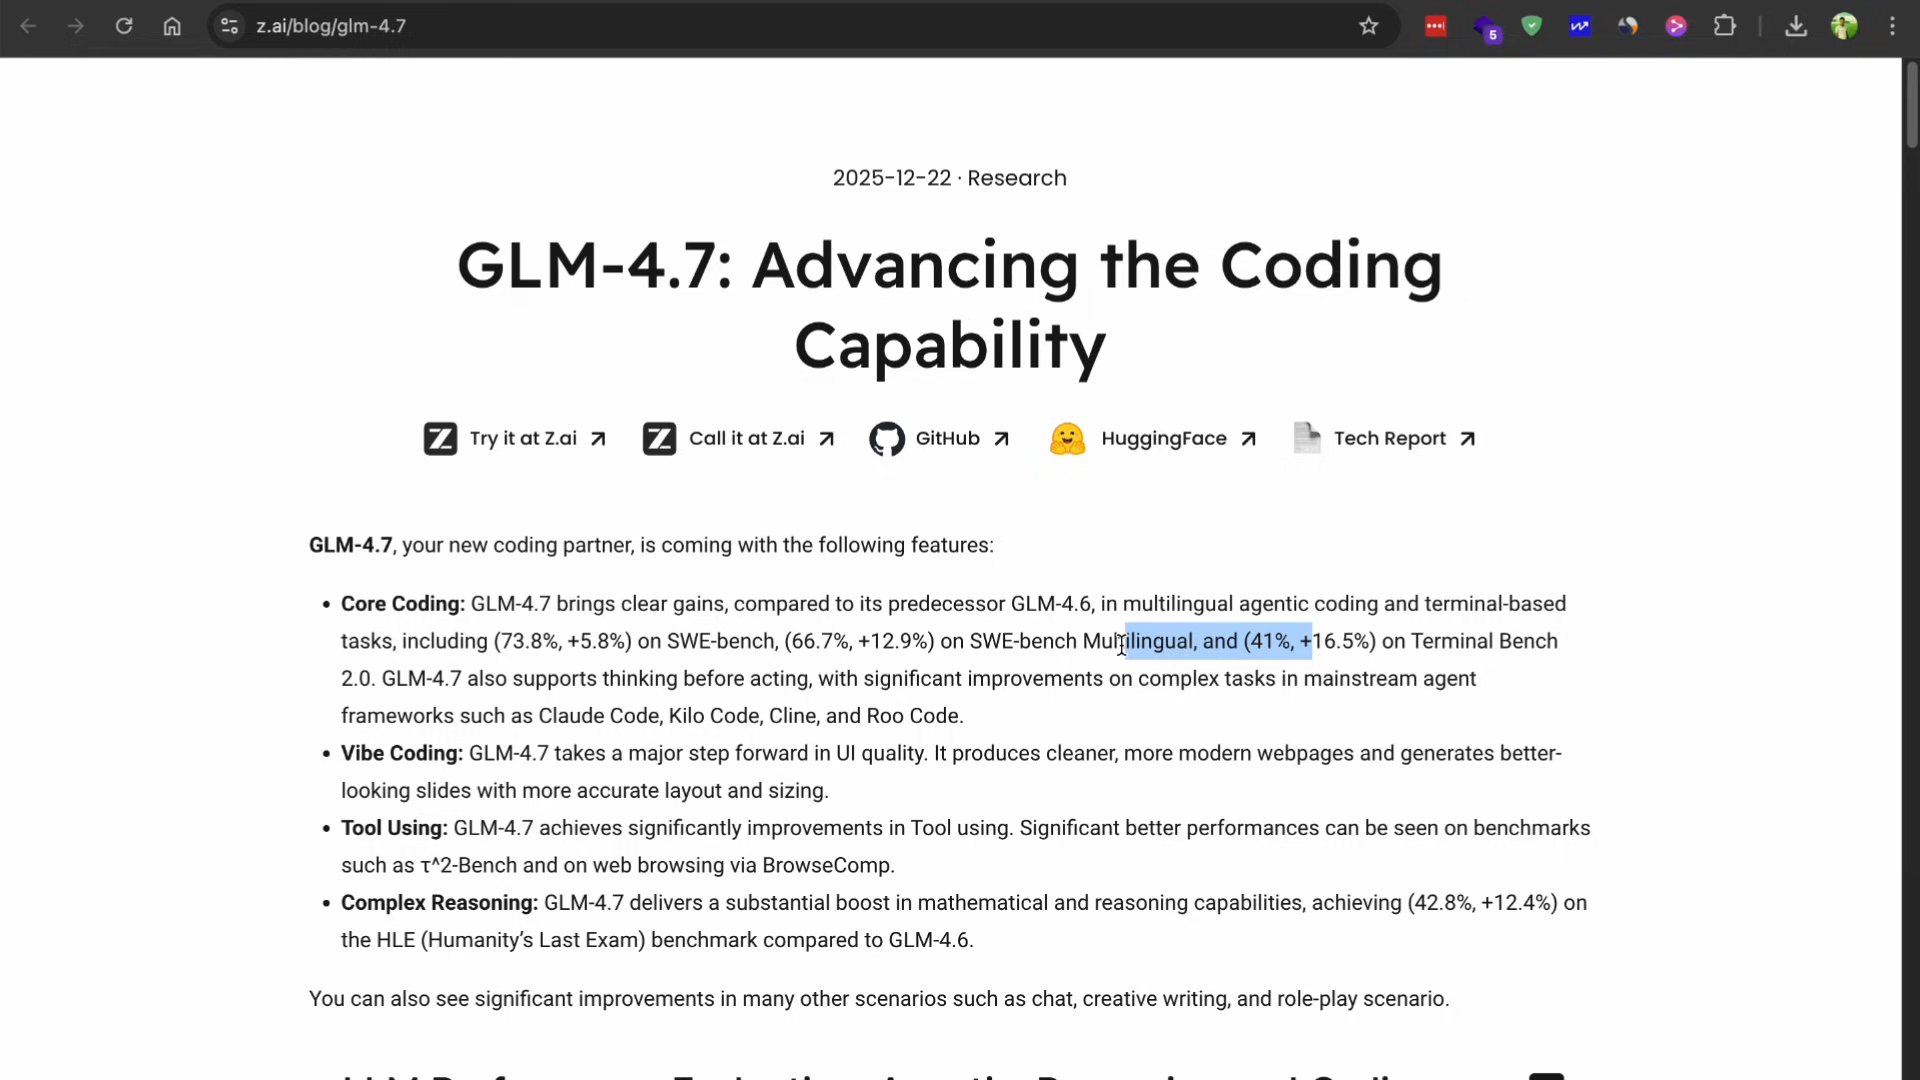 z.ai/blog/glm-4.7
5
2025-12-22 · Research
GLM-4.7: Advancing the Coding
Capability
Try it at Z.ai
Call it at Z.ai
GitHub
HuggingFace
Tech Report
GLM-4.7, your new coding partner, is coming with the following features:
• Core Coding: GLM-4.7 brings clear gains, compared to its predecessor GLM-4.6, in multilingual agentic coding and terminal-based
tasks, including (73.8%, +5.8%) on SWE-bench, (66.7%, +12.9%) on SWE-bench Multilingual, and (41%, +16.5%) on Terminal Bench
2.0. GLM-4.7 also supports thinking before acting, with significant improvements on complex tasks in mainstream agent
frameworks such as Claude Code, Kilo Code, Cline, and Roo Code.
• Vibe Coding: GLM-4.7 takes a major step forward in UI quality. It produces cleaner, more modern webpages and generates better-
looking slides with more accurate layout and sizing.
• Tool Using: GLM-4.7 achieves significantly improvements in Tool using. Significant better performances can be seen on benchmarks
such as τ^2-Bench and on web browsing via BrowseComp.
• Complex Reasoning: GLM-4.7 delivers a substantial boost in mathematical and reasoning capabilities, achieving (42.8%, +12.4%) on
the HLE (Humanity’s Last Exam) benchmark compared to GLM-4.6.
You can also see significant improvements in many other scenarios such as chat, creative writing, and role-play scenario.